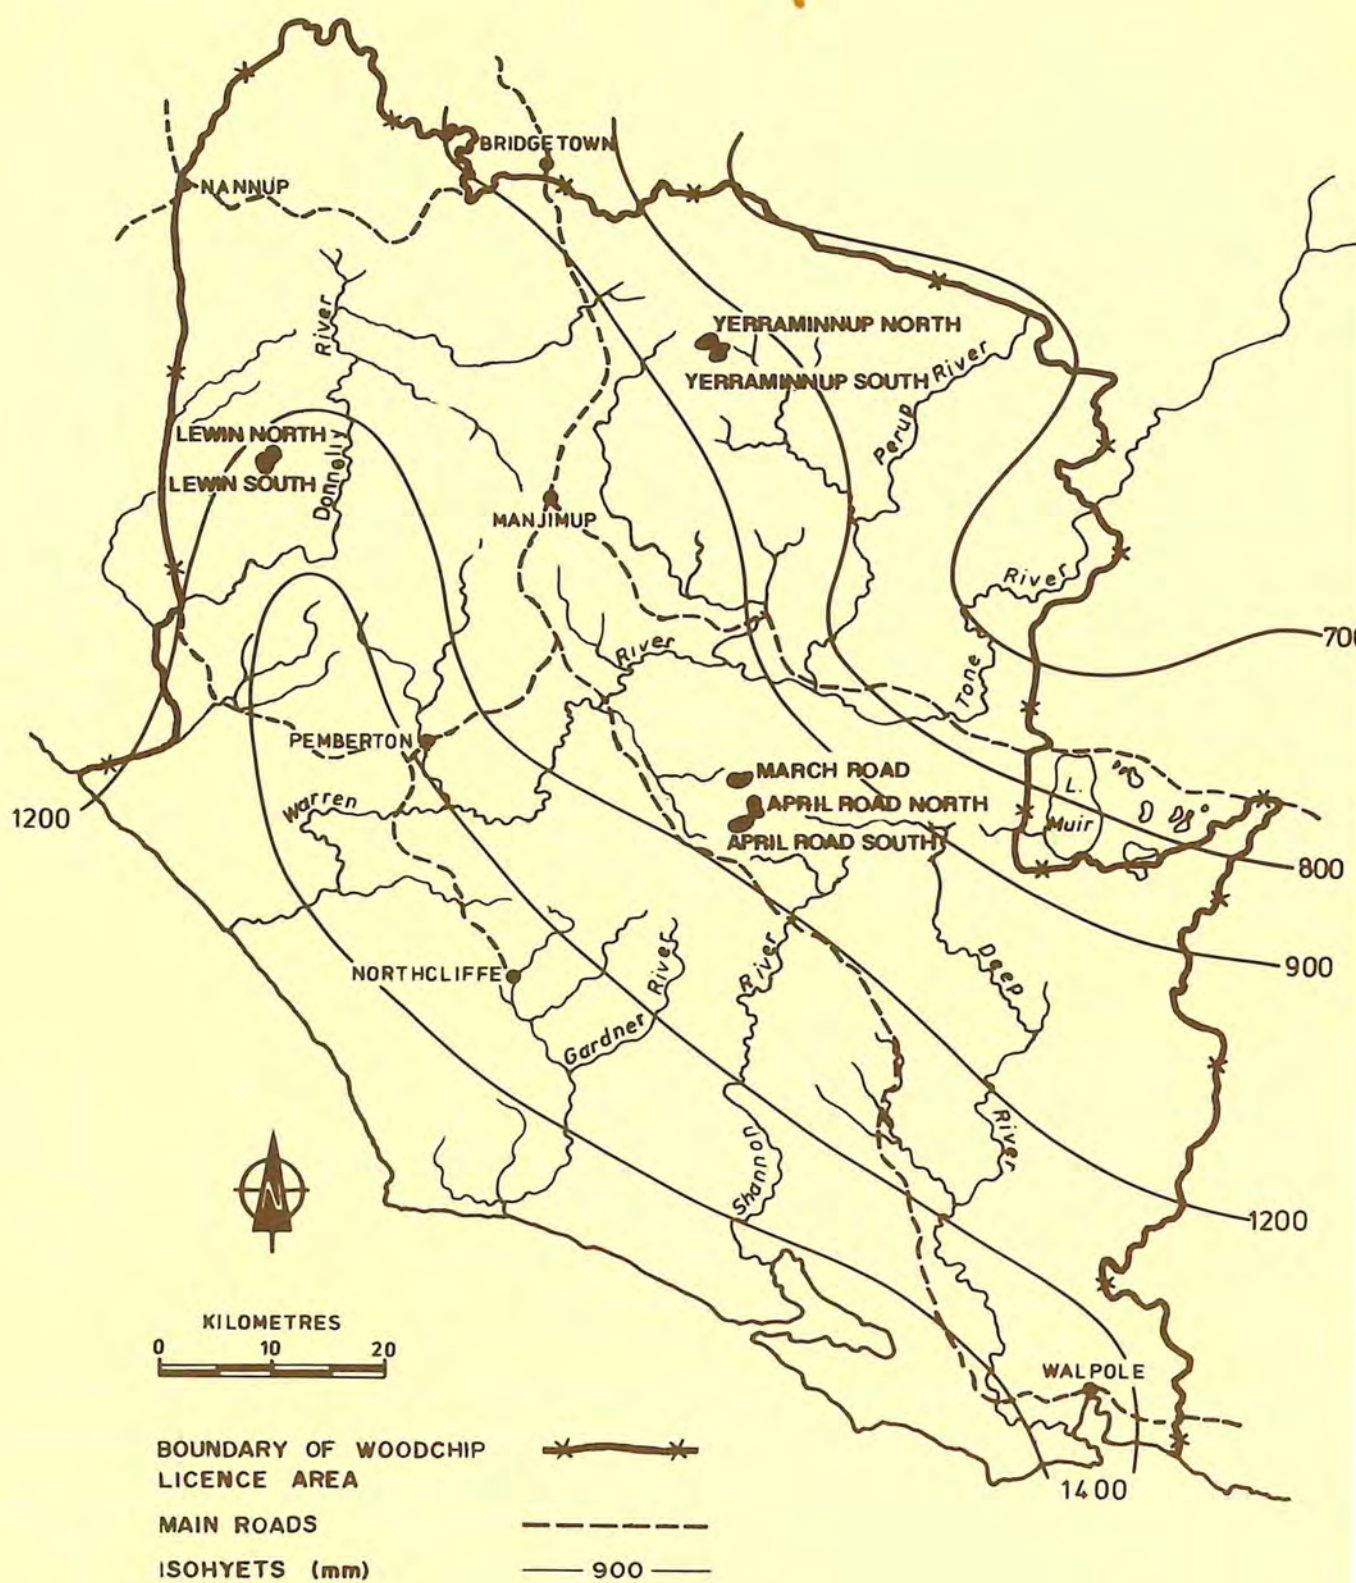 BRIDGETOWN
NANNUP
YERRAMINNUP NORTH
YERRAMINNUP SOUTH
River
Perup
River
LEWIN NORTH
LEWIN SOUTH
Donnelly
MANJIMUP
River
River
Tone
700
PEMBERTON
MARCH ROAD
APRIL ROAD NORTH
APRIL ROAD SOUTH
L.
Muir
Warren
1200
800
900
NORTHCLIFFE
River
Gardner
River
Shannon
Deep
River
N
1200
KILOMETRES
0 10 20
WALPOLE
1400
BOUNDARY OF WOODCHIP
LICENCE AREA
MAIN ROADS
ISOHYETS (mm) 900